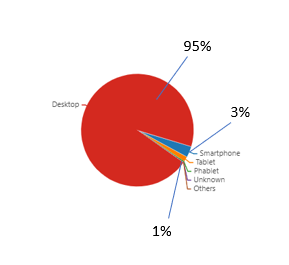 95%
Desktop
3%
Smartphone
Tablet
Phablet
Unknown
Others
1%